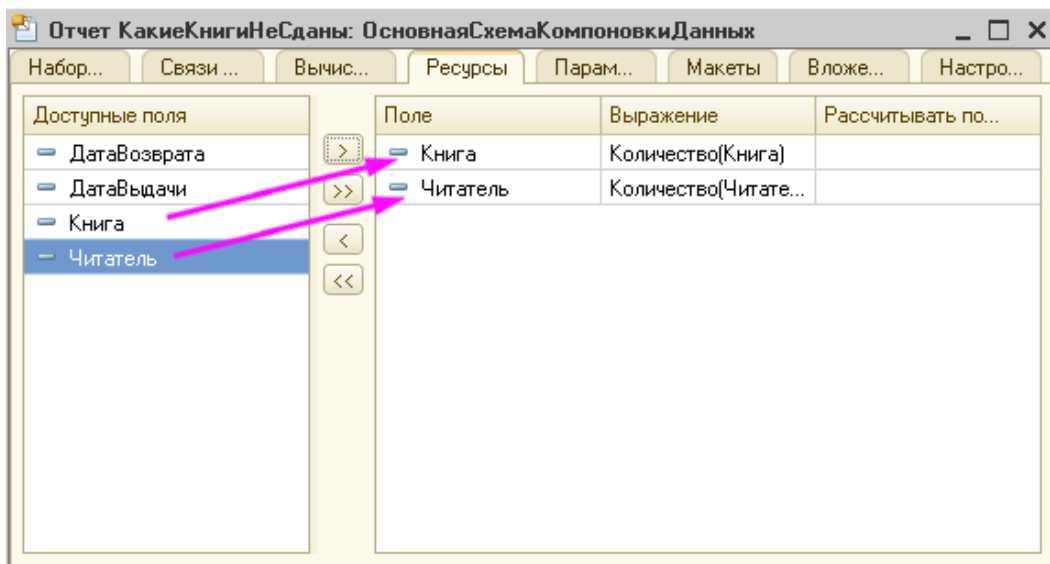 Отчет КакиеКнигиНеСданы: ОсновнаяСхемаКомпоновкиДанных
Набор... Связи ... Вычис... Ресурсы Парам... Макеты Вложе... Настро...
Доступные поля Поле Выражение Рассчитывать по...
ДатаВозврата > Книга Количество(Книга)
ДатаВыдачи >> Читатель Количество(Читате...
Книга <
Читатель <<